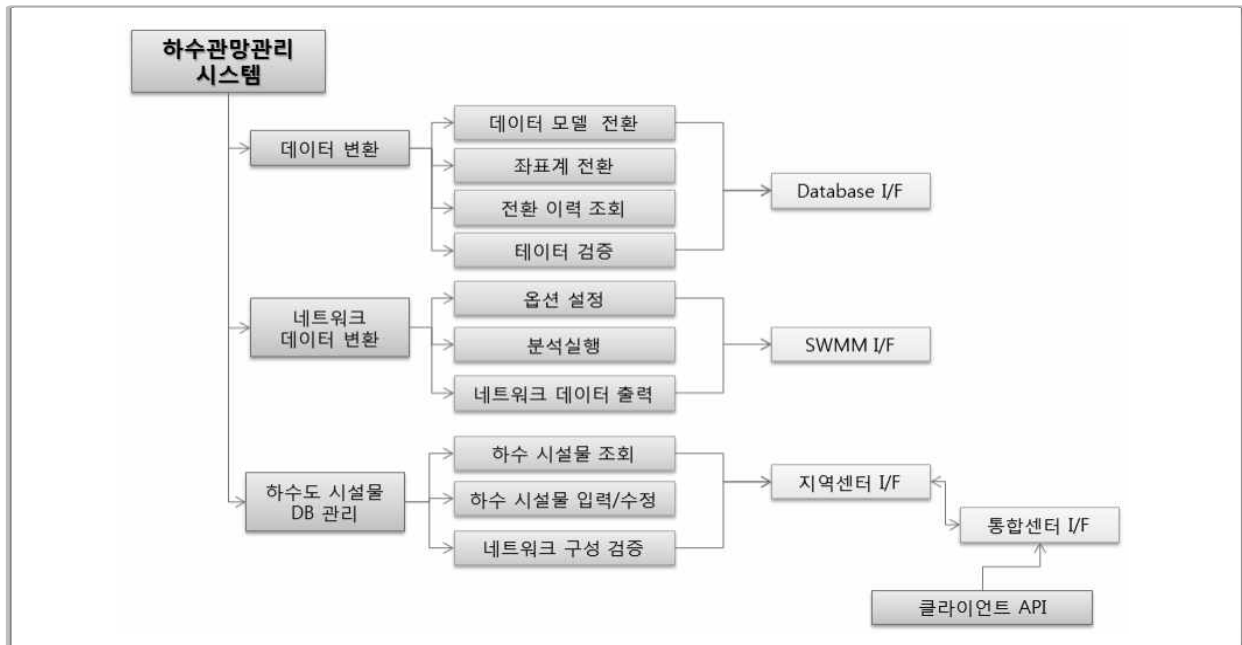 하수관망관리
시스템
데이터 변환
데이터 모델 전환
좌표계 전환
전환 이력 조회
테이터 검증
Database I/F
네트워크
데이터 변환
옵션 설정
분석실행
네트워크 데이터 출력
SWMM I/F
하수도 시설물
DB 관리
하수 시설물 조회
하수 시설물 입력/수정
네트워크 구성 검증
지역센터 I/F
통합센터 I/F
클라이언트 API